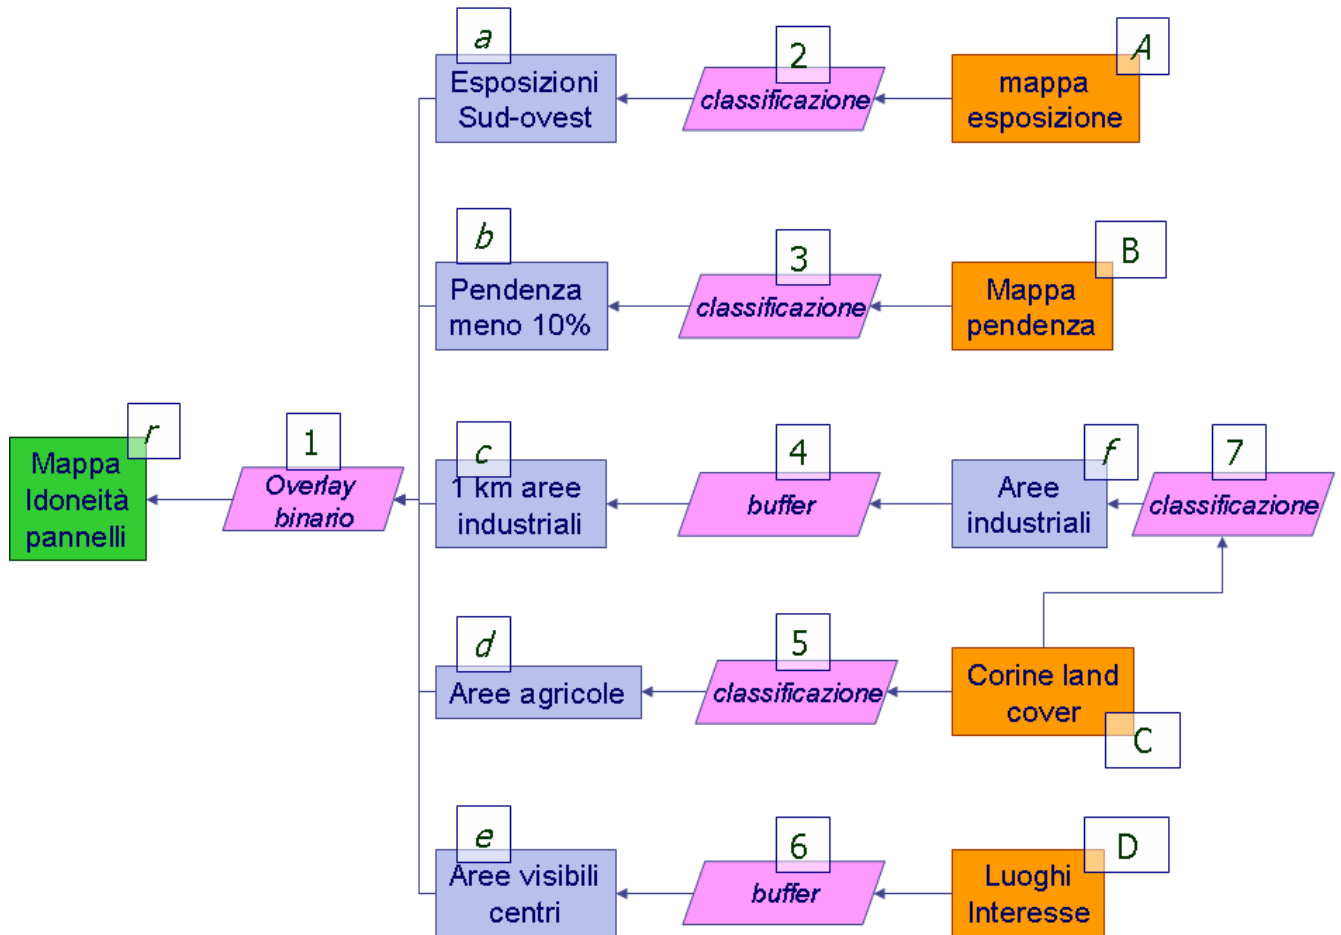 a
Esposizioni
Sud-ovest
2
classificazione
A
mappa
esposizione
b
Pendenza
meno 10%
3
classificazione
B
Mappa
pendenza
r
Mappa
Idoneità
pannelli
1
Overlay
binario
c
1 km aree
industriali
4
buffer
f
Aree
industriali
7
classificazione
d
Aree agricole
5
classificazione
Corine land
cover
C
e
Aree visibili
centri
6
buffer
D
Luoghi
Interesse